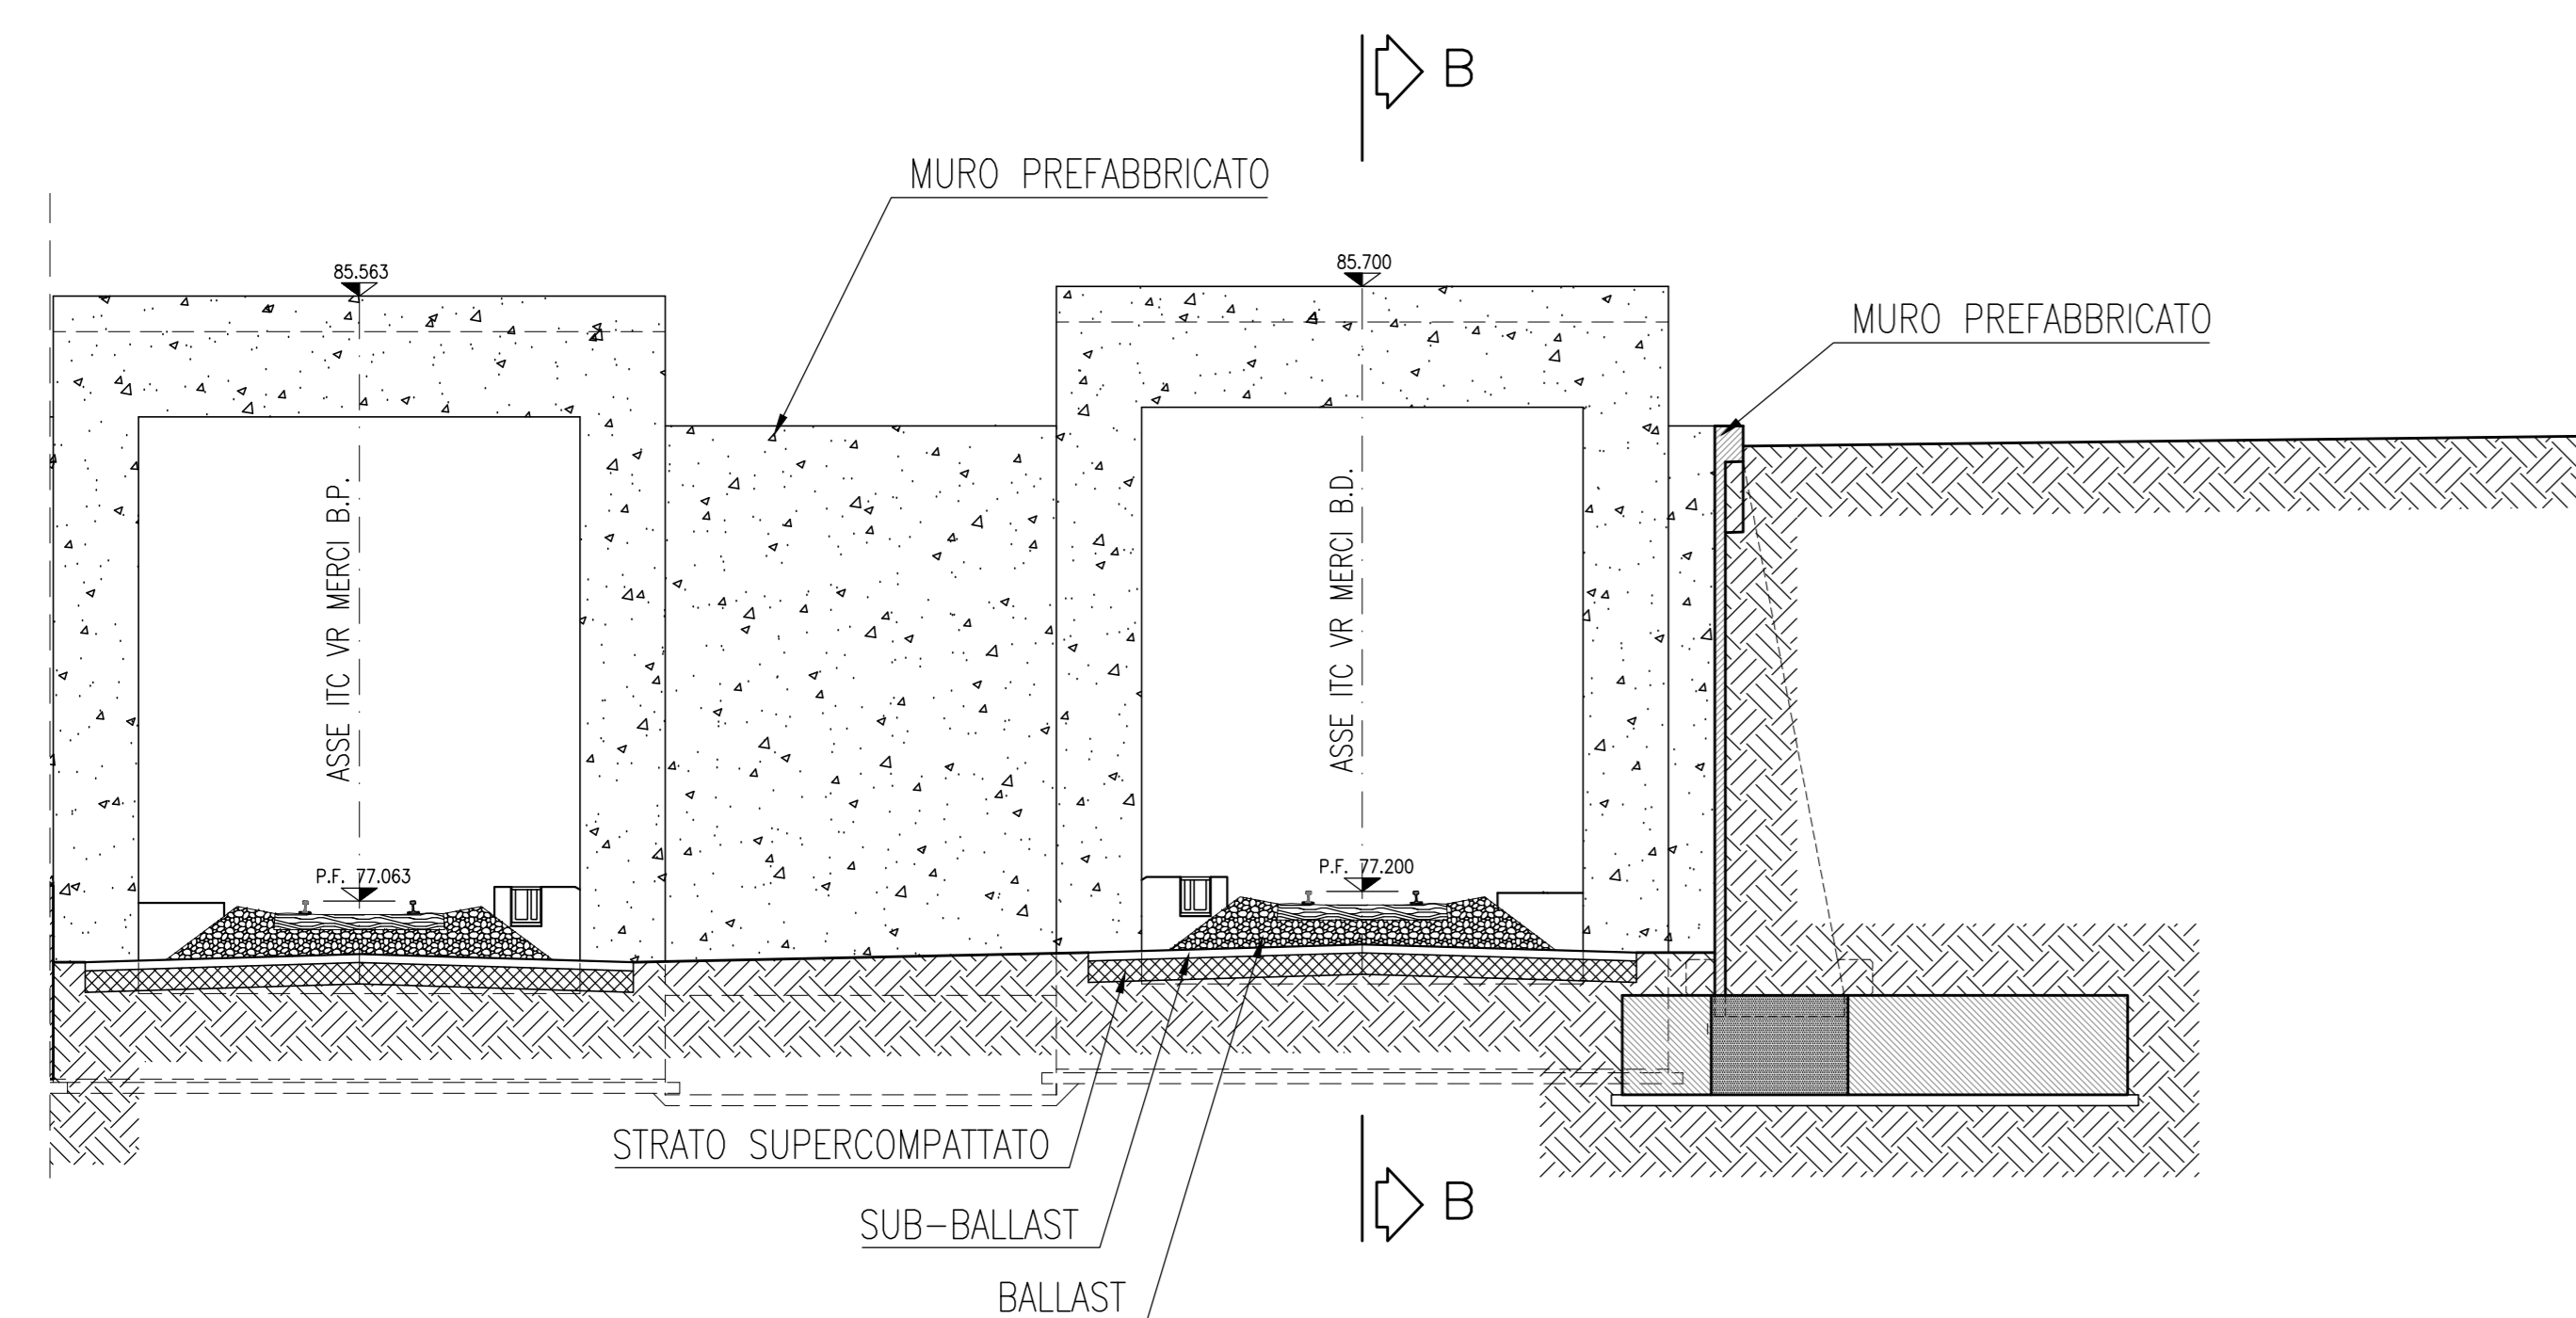 B
MURO PREFABBRICATO
85.563
85.700
MURO PREFABBRICATO
ASSE ITC VR MERCI B.P.
ASSE ITC VR MERCI B.D.
P.F. 77.063
P.F. 77.200
STRATO SUPERCOMPATTATO
B
SUB-BALLAST
BALLAST